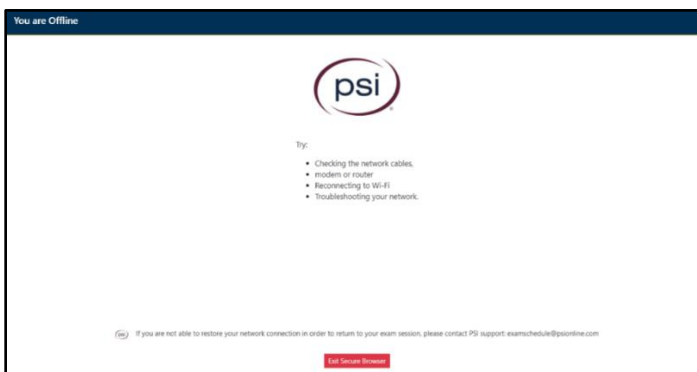 You are Offline
psi
Try:
Checking the network cables,
modem or router
Reconnecting to Wi-Fi
Troubleshooting your network.
psi If you are not able to restore your network connection in order to return to your exam session, please contact PSI support: examschedule@psionline.com
Exit Secure Browser